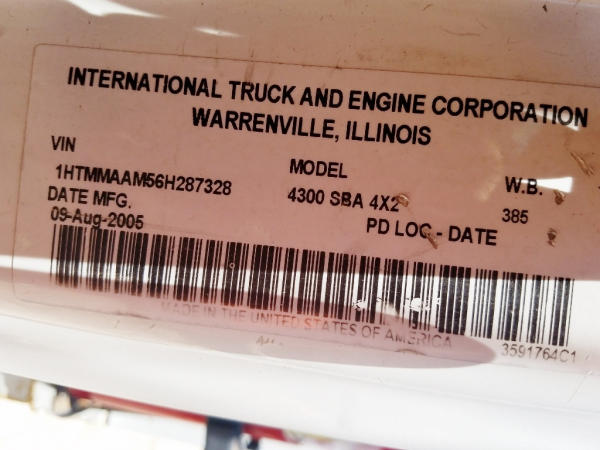 INTERNATIONAL TRUCK AND ENGINE CORPORATION
WARRENVILLE, ILLINOIS
VIN MODEL W.B.
1HTMMAAM56H287328 4300 SBA 4X2 385
DATE MFG. PD LOC - DATE
09-Aug-2005
MADE IN THE UNITED STATES OF AMERICA
3591764C1